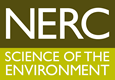 NERC
SCIENCE OF THE
ENVIRONMENT